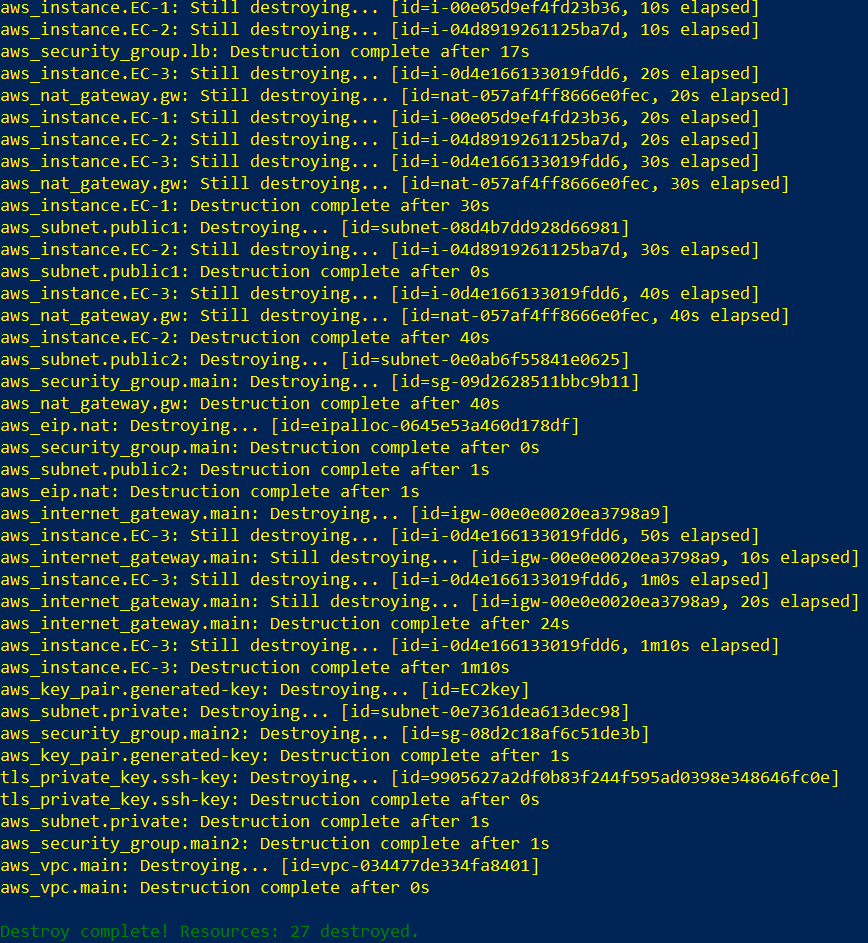 aws_instance.EC-1: Still destroying... [id=i-00e05d9ef4fd23b36, 10s elapsed]
aws_instance.EC-2: Still destroying... [id=i-04d8919261125ba7d, 10s elapsed]
aws_security_group.lb: Destruction complete after 17s
aws_instance.EC-3: Still destroying... [id=i-0d4e166133019fdd6, 20s elapsed]
aws_nat_gateway.gw: Still destroying... [id=nat-057af4ff8666e0fec, 20s elapsed]
aws_instance.EC-1: Still destroying... [id=i-00e05d9ef4fd23b36, 20s elapsed]
aws_instance.EC-2: Still destroying... [id=i-04d8919261125ba7d, 20s elapsed]
aws_instance.EC-3: Still destroying... [id=i-0d4e166133019fdd6, 30s elapsed]
aws_nat_gateway.gw: Still destroying... [id=nat-057af4ff8666e0fec, 30s elapsed]
aws_instance.EC-1: Destruction complete after 30s
aws_subnet.public1: Destroying... [id=subnet-08d4b7dd928d66981]
aws_instance.EC-2: Still destroying... [id=i-04d8919261125ba7d, 30s elapsed]
aws_subnet.public1: Destruction complete after 0s
aws_instance.EC-3: Still destroying... [id=i-0d4e166133019fdd6, 40s elapsed]
aws_nat_gateway.gw: Still destroying... [id=nat-057af4ff8666e0fec, 40s elapsed]
aws_instance.EC-2: Destruction complete after 40s
aws_subnet.public2: Destroying... [id=subnet-0e0ab6f55841e0625]
aws_security_group.main: Destroying... [id=sg-09d2628511bbc9b11]
aws_nat_gateway.gw: Destruction complete after 40s
aws_eip.nat: Destroying... [id=eipalloc-0645e53a460d178df]
aws_security_group.main: Destruction complete after 0s
aws_subnet.public2: Destruction complete after 1s
aws_eip.nat: Destruction complete after 1s
aws_internet_gateway.main: Destroying... [id=igw-00e0e0020ea3798a9]
aws_instance.EC-3: Still destroying... [id=i-0d4e166133019fdd6, 50s elapsed]
aws_internet_gateway.main: Still destroying... [id=igw-00e0e0020ea3798a9, 10s elapsed]
aws_instance.EC-3: Still destroying... [id=i-0d4e166133019fdd6, 1m0s elapsed]
aws_internet_gateway.main: Still destroying... [id=igw-00e0e0020ea3798a9, 20s elapsed]
aws_internet_gateway.main: Destruction complete after 24s
aws_instance.EC-3: Still destroying... [id=i-0d4e166133019fdd6, 1m10s elapsed]
aws_instance.EC-3: Destruction complete after 1m10s
aws_key_pair.generated-key: Destroying... [id=EC2key]
aws_subnet.private: Destroying... [id=subnet-0e7361dea613dec98]
aws_security_group.main2: Destroying... [id=sg-08d2c18af6c51de3b]
aws_key_pair.generated-key: Destruction complete after 1s
tls_private_key.ssh-key: Destroying... [id=9905627a2df0b83f244f595ad0398e348646fc0e]
tls_private_key.ssh-key: Destruction complete after 0s
aws_subnet.private: Destruction complete after 1s
aws_security_group.main2: Destruction complete after 1s
aws_vpc.main: Destroying... [id=vpc-034477de334fa8401]
aws_vpc.main: Destruction complete after 0s
Destroy complete! Resources: 27 destroyed.